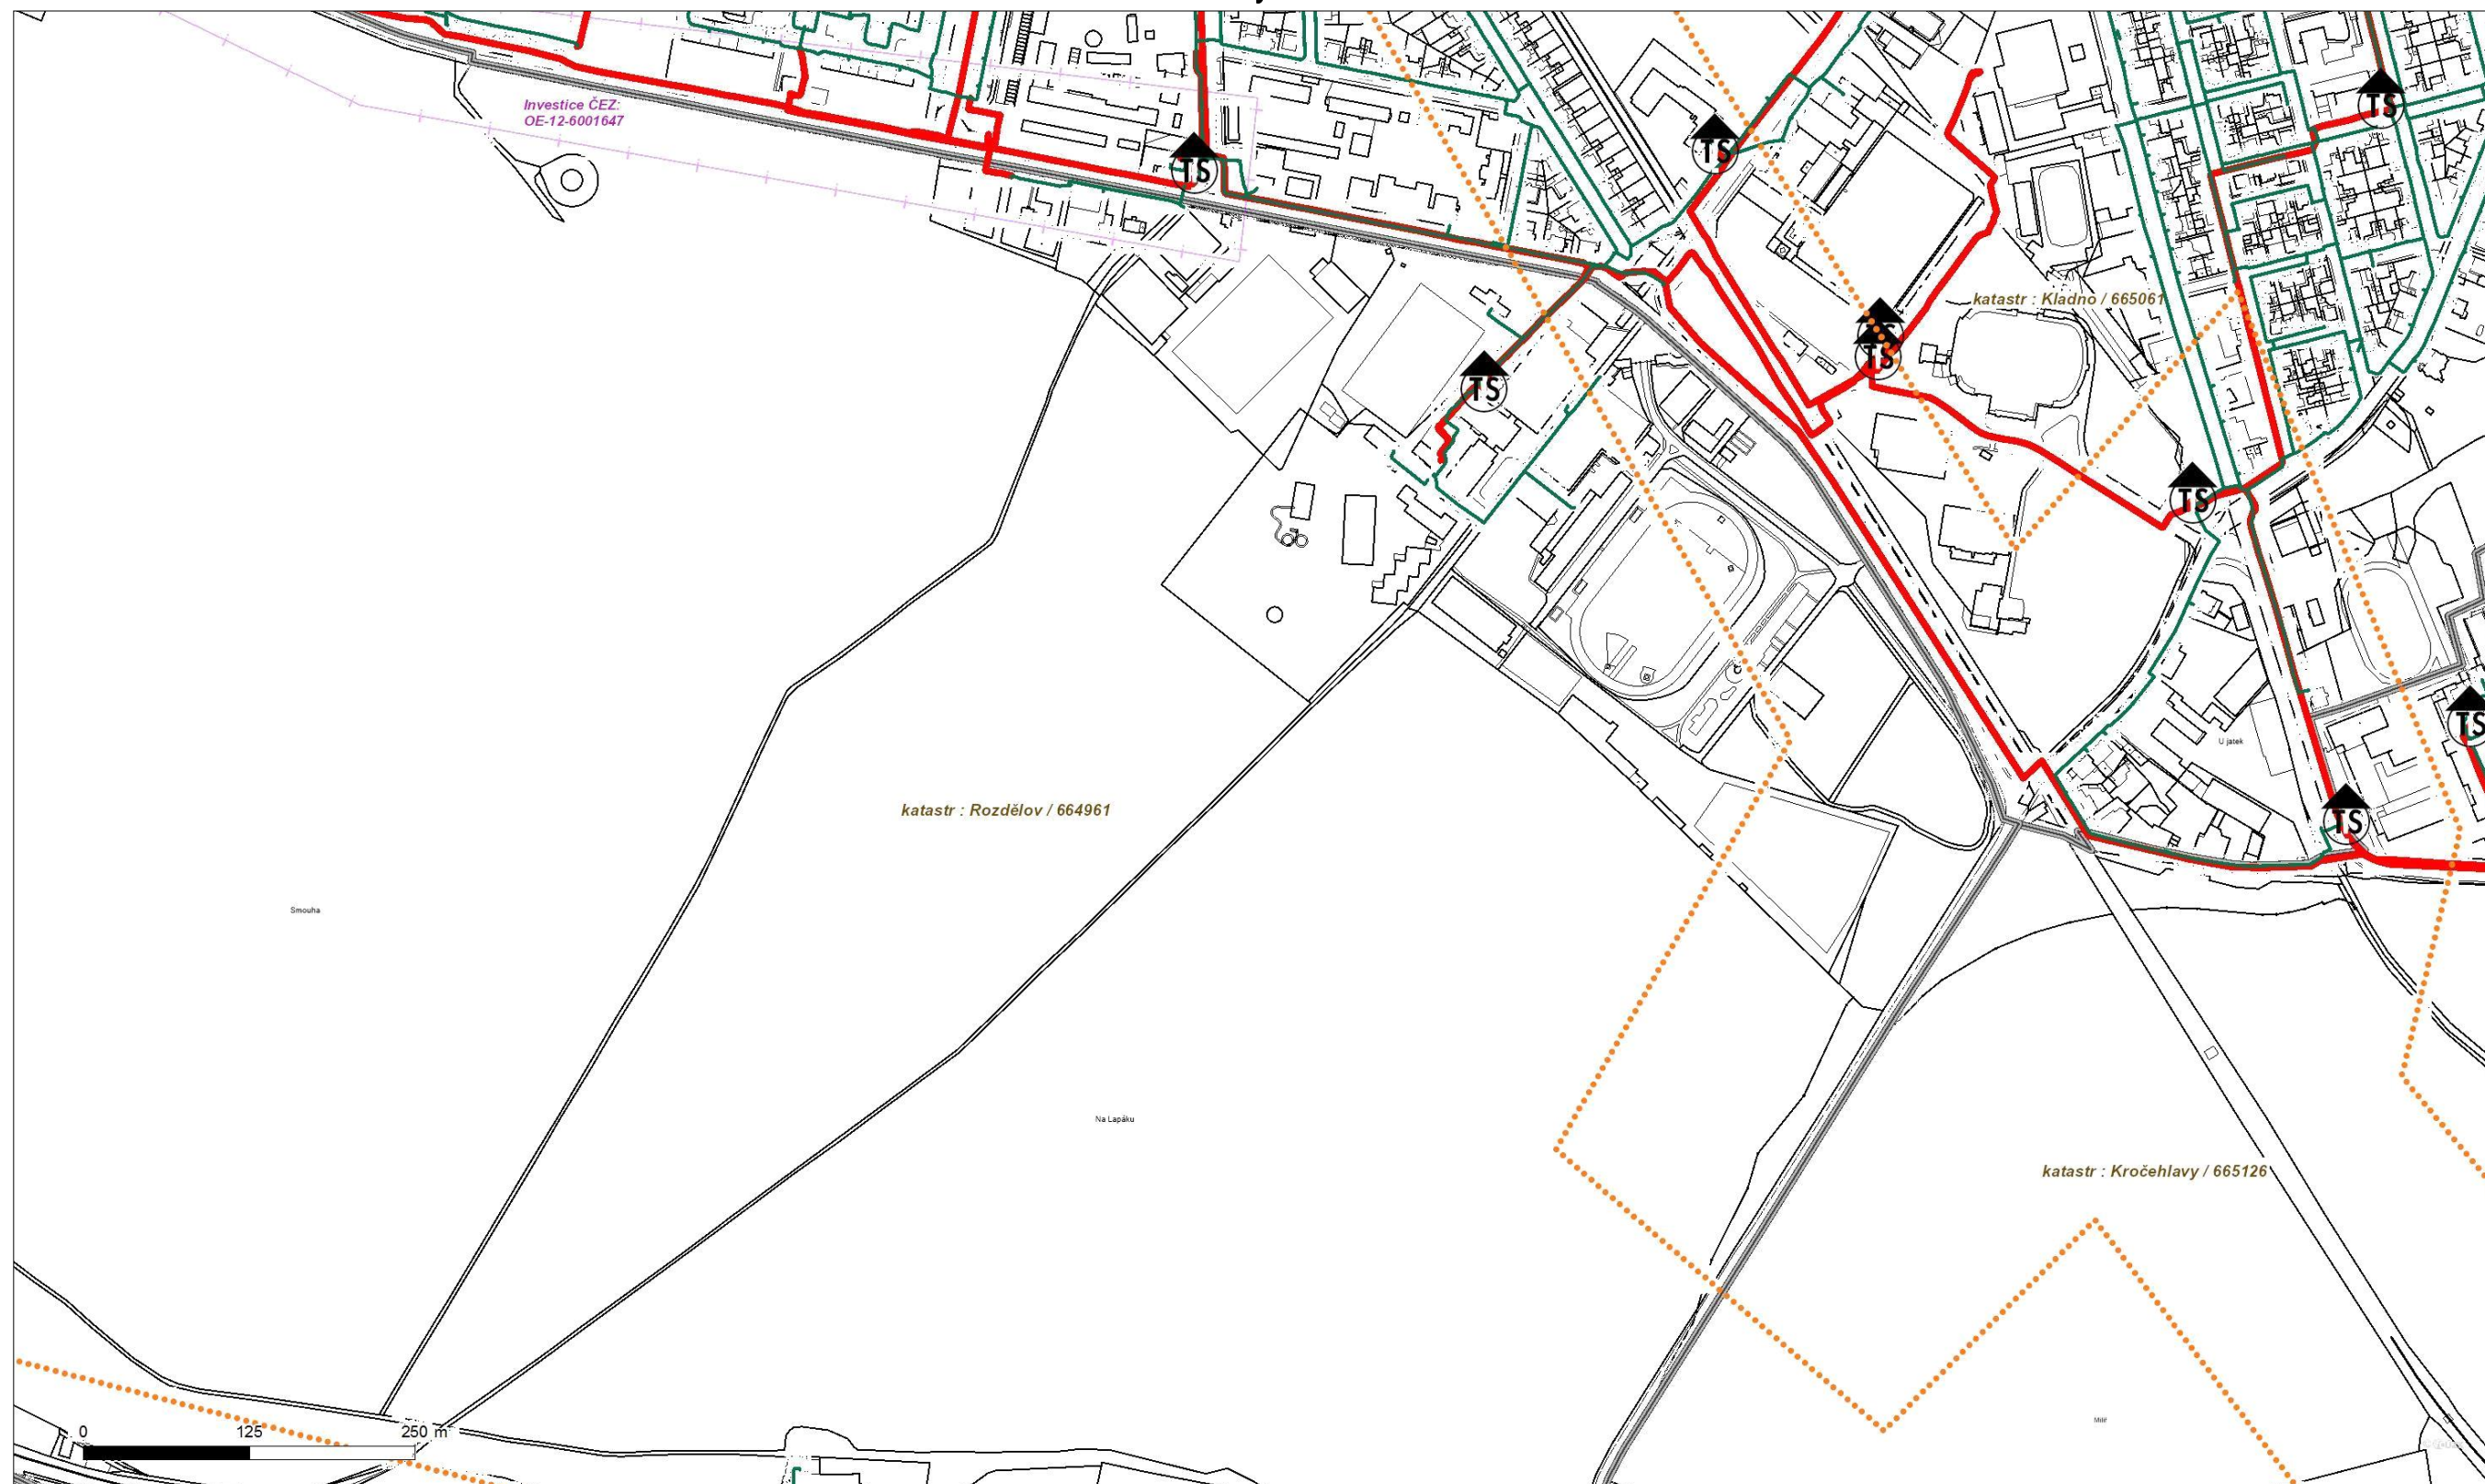 Investice ČEZ:
OE-12-6001647
TS
TS
TS
katastr : Kladno / 665061
TS
TS
TS
TS
U jatek
TS
TS
katastr : Rozdělov / 664961
Smouha
Na Lapáku
katastr : Kročehlavy / 665126
0 125 250 m